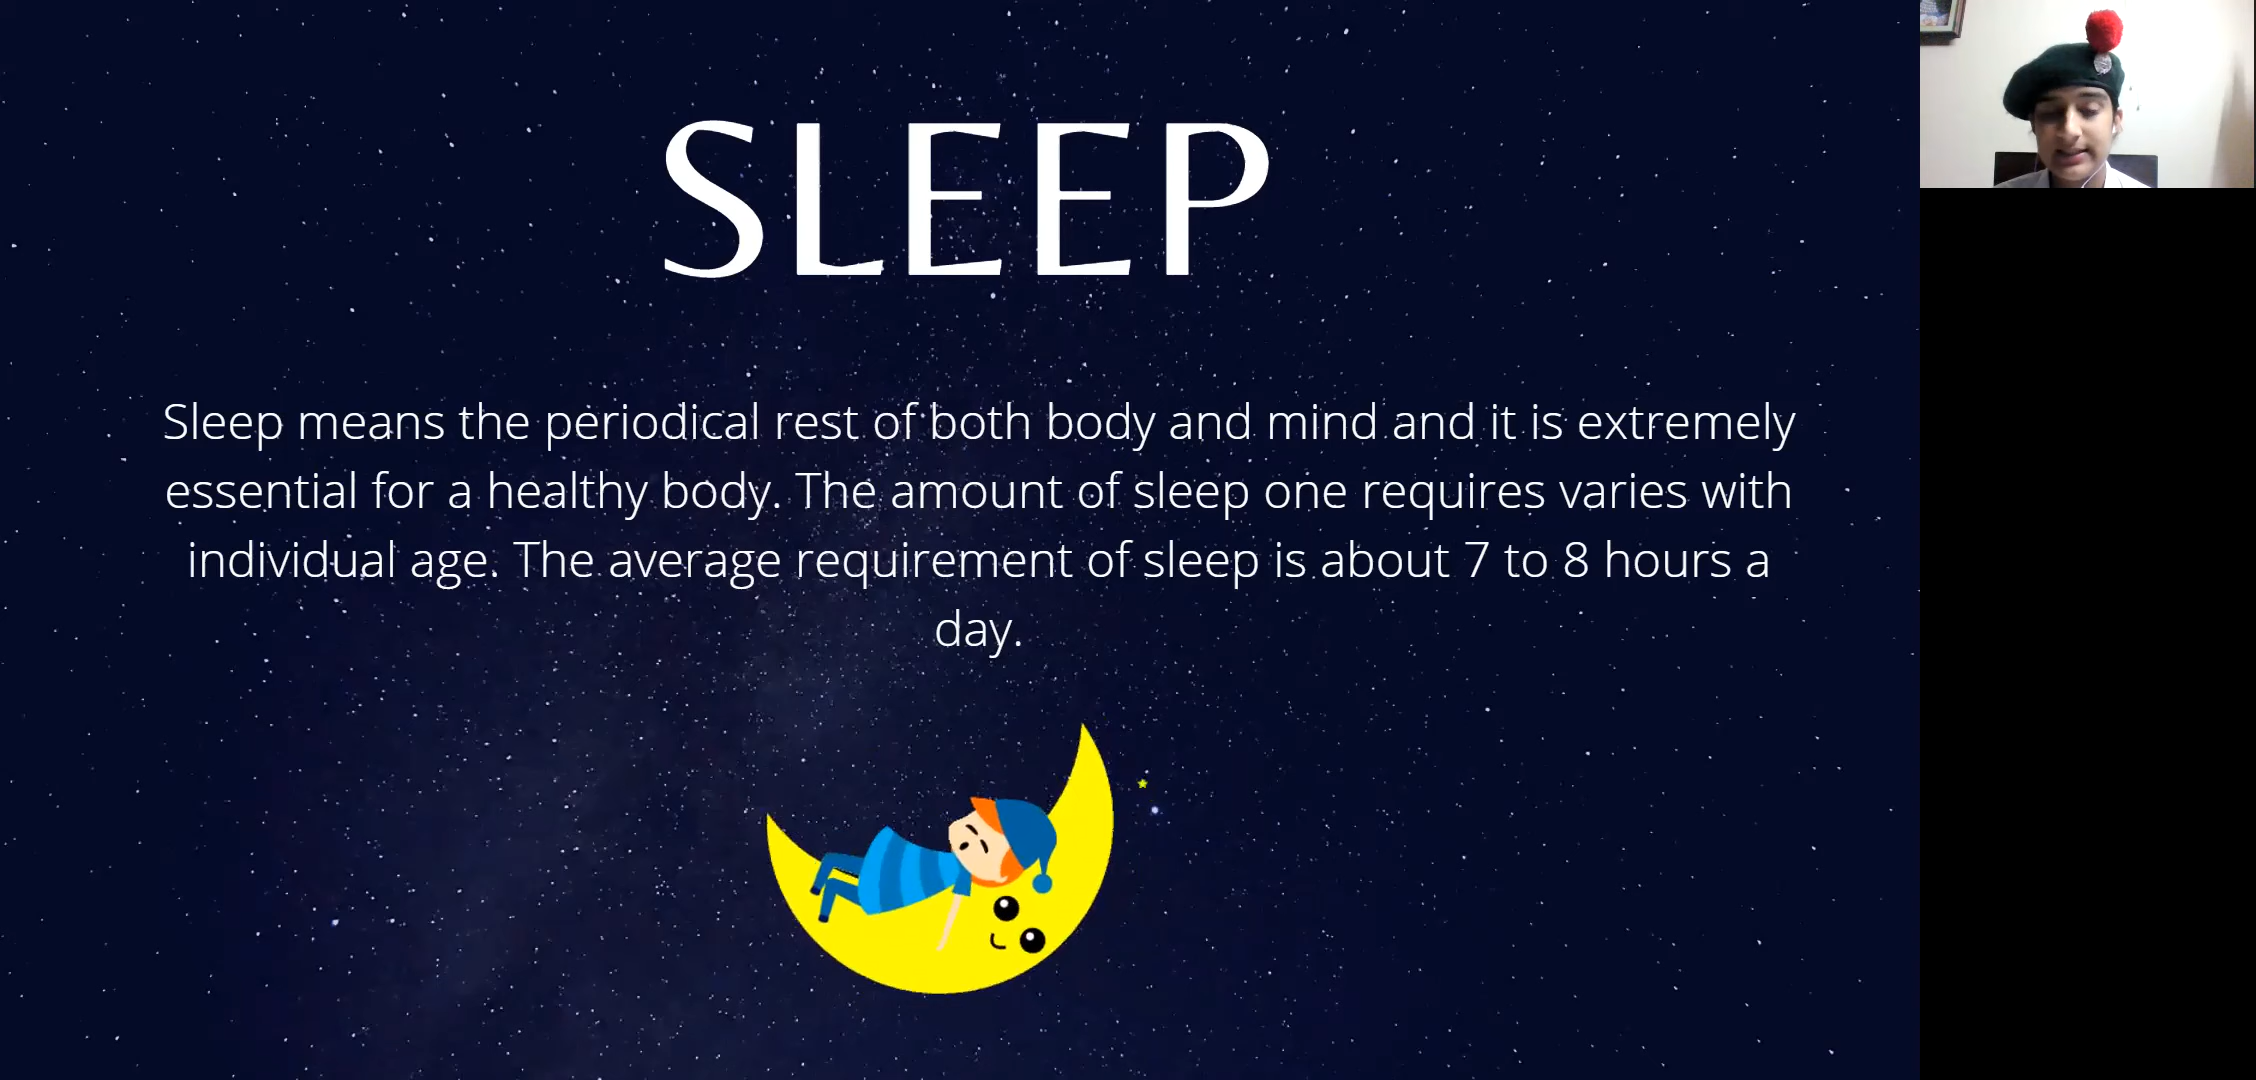 SLEEP
Sleep means the periodical rest of both body and mind and it is extremely
essential for a healthy body. The amount of sleep one requires varies with
individual age. The average requirement of sleep is about 7 to 8 hours a
day.